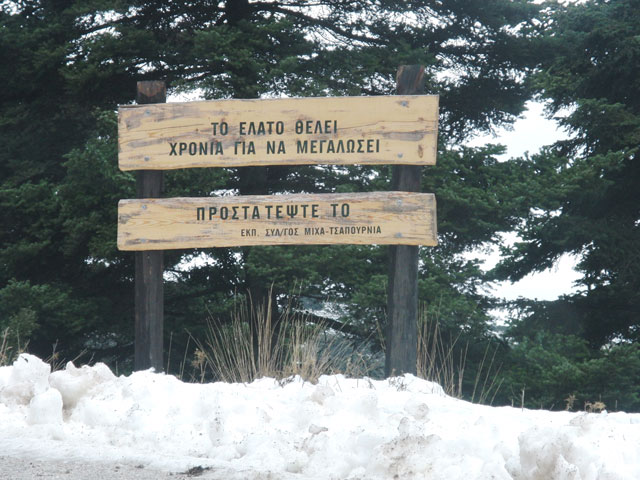 ΤΟ ΕΛΑΤΟ ΘΕΛΕΙ
ΧΡΟΝΙΑ ΓΙΑ ΝΑ ΜΕΓΑΛΩΣΕΙ
ΠΡΟΣΤΑΤΕΨΤΕ ΤΟ
ΕΚΠ. ΣΥΛ/ΓΟΣ ΜΙΧΑ-ΤΣΑΠΟΥΡΝΙΑ